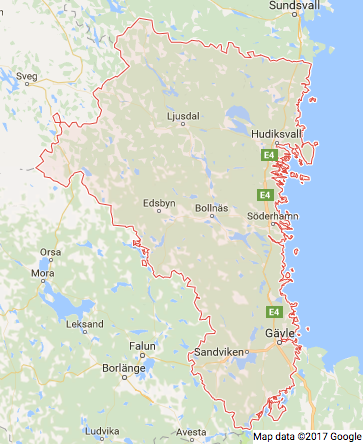 Sundsvall
Sveg
Ljusdal
Hudiksvall
E4
E4
Edsbyn
Bollnäs
Söderhamn
Orsa
Mora
E4
Leksand
Gävle
Falun
Sandviken
Borlänge
Ludvika
Avesta
Map data ©2017 Google